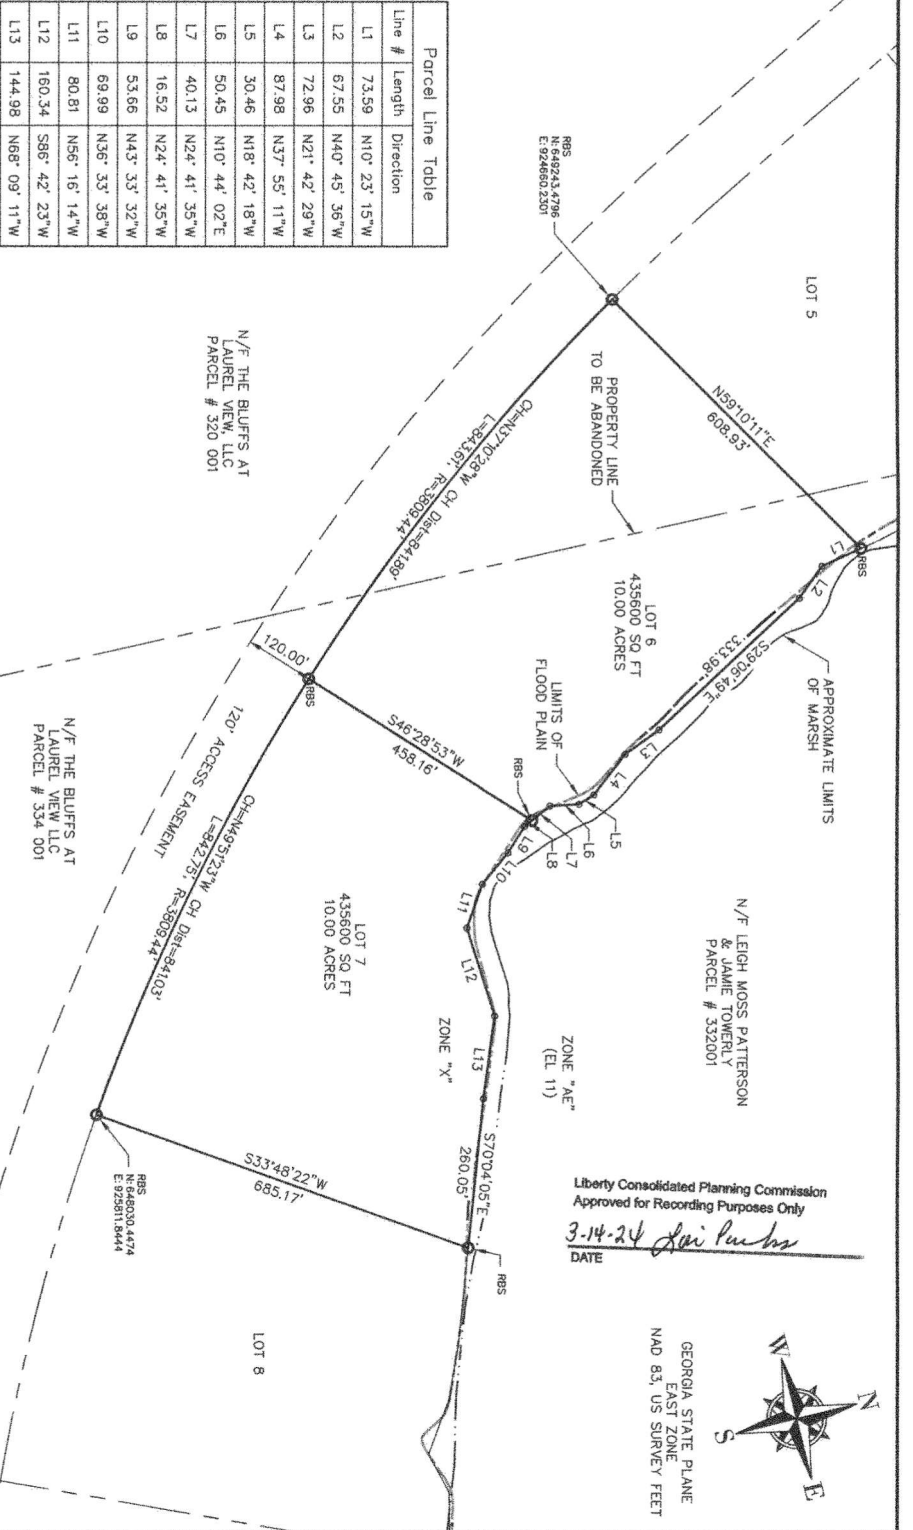 Parcel Line Table
Line # Length Direction
L1 73.59 N10° 23' 15"W
L2 67.55 N40° 45' 36"W
L3 72.96 N21° 42' 29"W
L4 87.98 N37° 55' 11"W
L5 30.46 N18° 42' 18"W
L6 50.45 N10° 44' 02"E
L7 40.13 N24° 41' 35"W
L8 16.52 N24° 41' 35"W
L9 53.66 N43° 33' 32"W
L10 69.99 N36° 33' 38"W
L11 80.81 N56° 16' 14"W
L12 160.34 S86° 42' 23"W
L13 144.98 N68° 09' 11"W
RBS
N:649243.4796
E:924660.2301
LOT 5
N59°10'11"E
608.93'
PROPERTY LINE
TO BE ABANDONED
N/F THE BLUFFS AT
LAUREL VIEW, LLC
PARCEL # 320 001
CH=N37°10'28"W CH Dist=841.89'
L=843.61', R=3809.44'
RBS
L1
L2
S29°06'49"E
333.98'
APPROXIMATE LIMITS
OF MARSH
LOT 6
435600 SQ FT
10.00 ACRES
L3
L4
L5
L6
L7
L8
L9
L10
L11
L12
L13
LIMITS OF
FLOOD PLAIN
RBS
S46°28'53"W
458.16'
120.00'
RBS
120' ACCESS EASEMENT
CH=N49°51'23"W CH Dist=841.03'
L=842.75', R=3809.44'
N/F THE BLUFFS AT
LAUREL VIEW LLC
PARCEL # 334 001
LOT 7
435600 SQ FT
10.00 ACRES
ZONE "X"
ZONE "AE"
(EL 11)
N/F LEIGH MOSS PATTERSON
& JAMIE TOWERLY
PARCEL # 332001
S70°04'05"E
260.05'
RBS
S33°48'22"W
685.17'
RBS
N:648030.4474
E:925811.8444
LOT 8
Liberty Consolidated Planning Commission
Approved for Recording Purposes Only
3-14-24
DATE
N
W
E
S
GEORGIA STATE PLANE
EAST ZONE
NAD 83, US SURVEY FEET